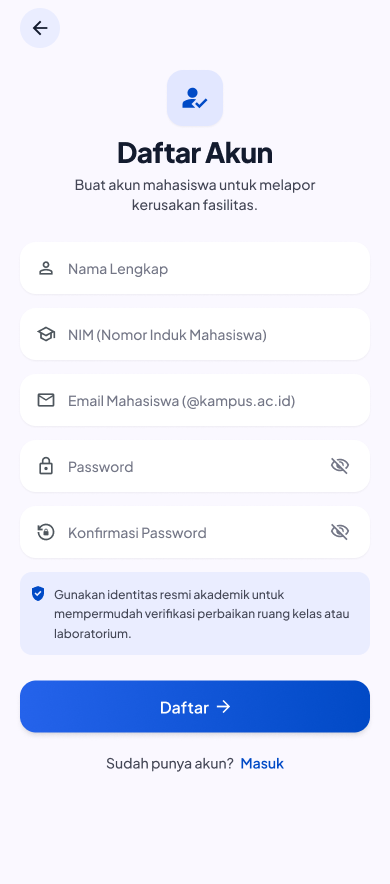 Daftar Akun
Buat akun mahasiswa untuk melapor
kerusakan fasilitas.
Nama Lengkap
NIM (Nomor Induk Mahasiswa)
Email Mahasiswa (@kampus.ac.id)
Password
Konfirmasi Password
Gunakan identitas resmi akademik untuk
mempermudah verifikasi perbaikan ruang kelas atau
laboratorium.
Daftar →
Sudah punya akun? Masuk